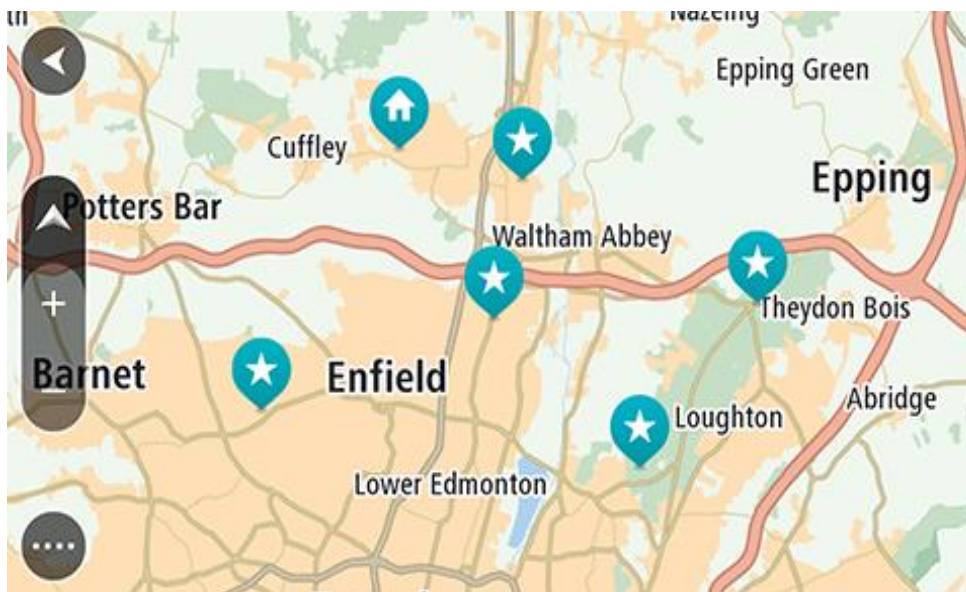 Nazeing
Epping Green
Cuffley
Epping
Potters Bar
Waltham Abbey
Theydon Bois
Barnet
Enfield
Abridge
Loughton
Lower Edmonton